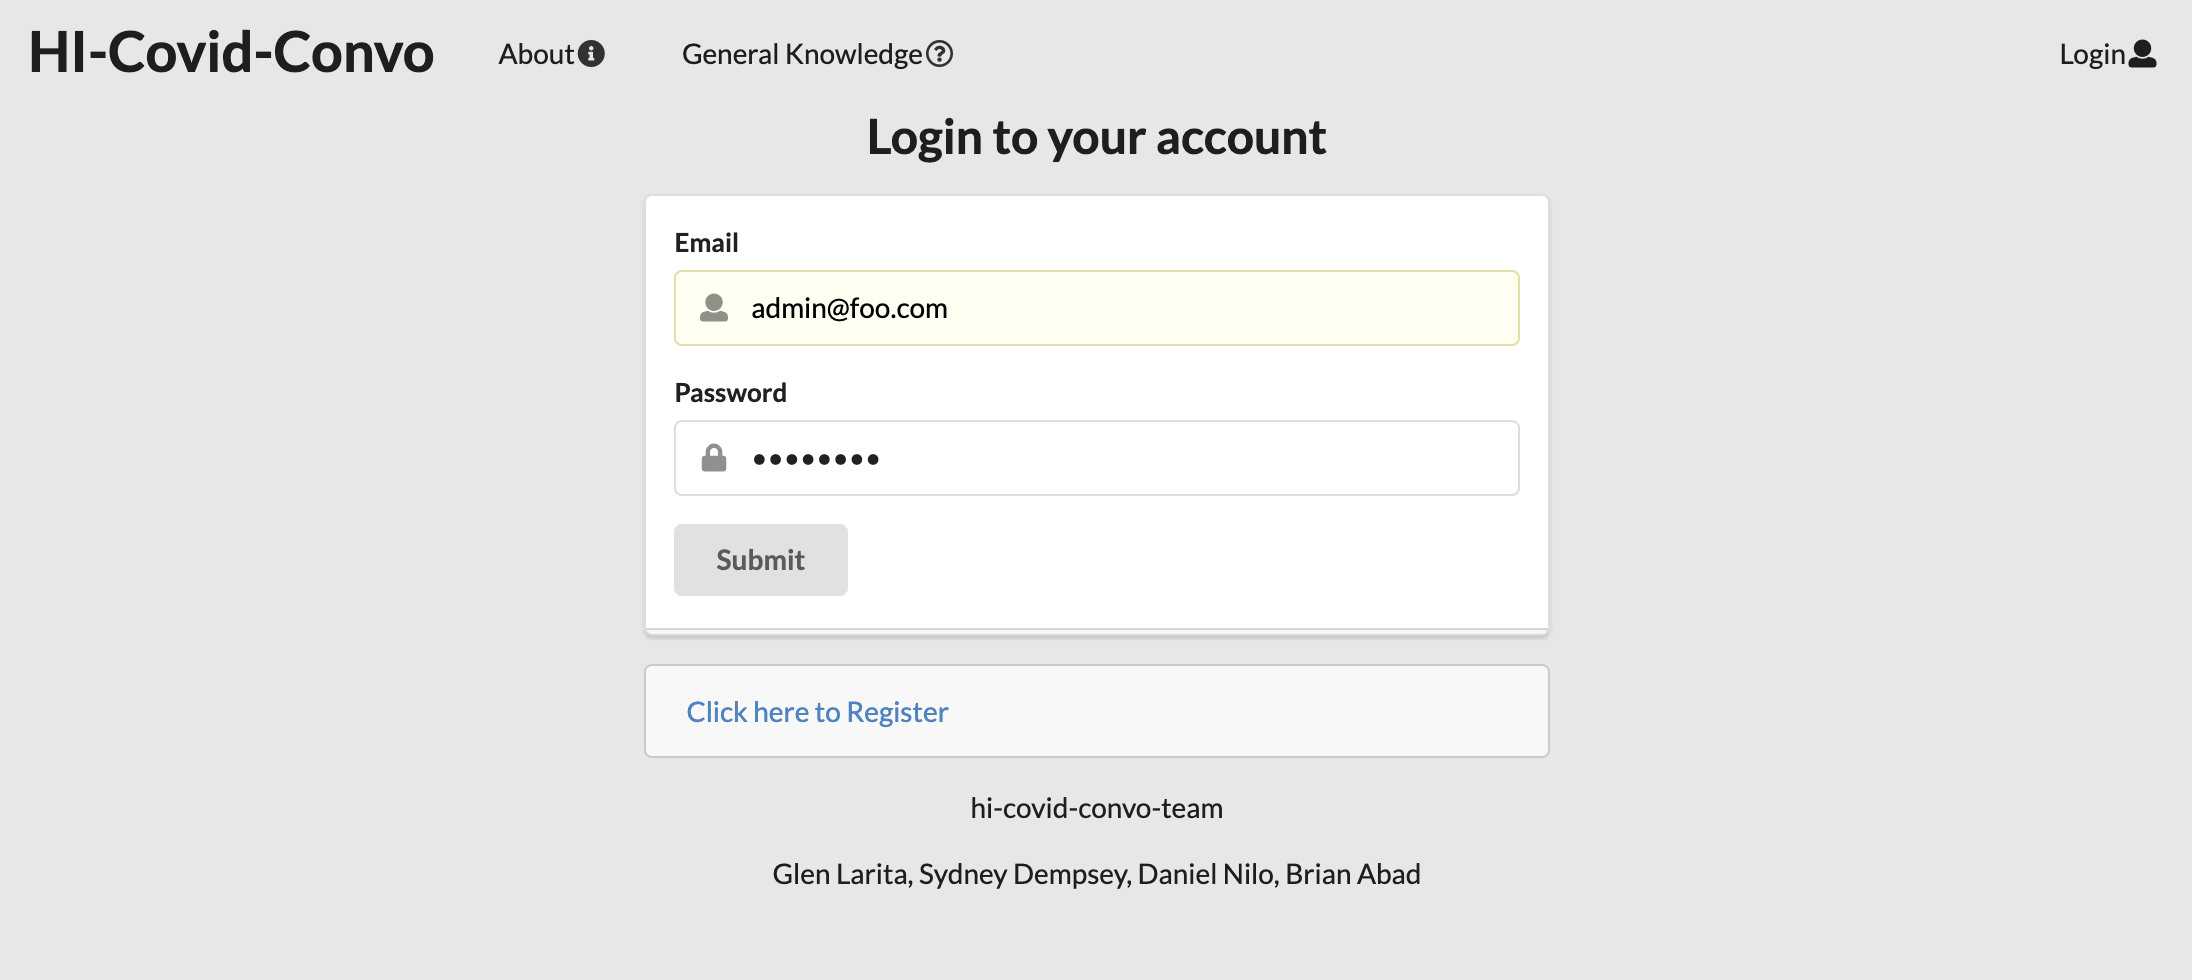 HI-Covid-Convo About General Knowledge Login
Login to your account
Email
admin@foo.com
Password
••••••••
Submit
Click here to Register
hi-covid-convo-team
Glen Larita, Sydney Dempsey, Daniel Nilo, Brian Abad